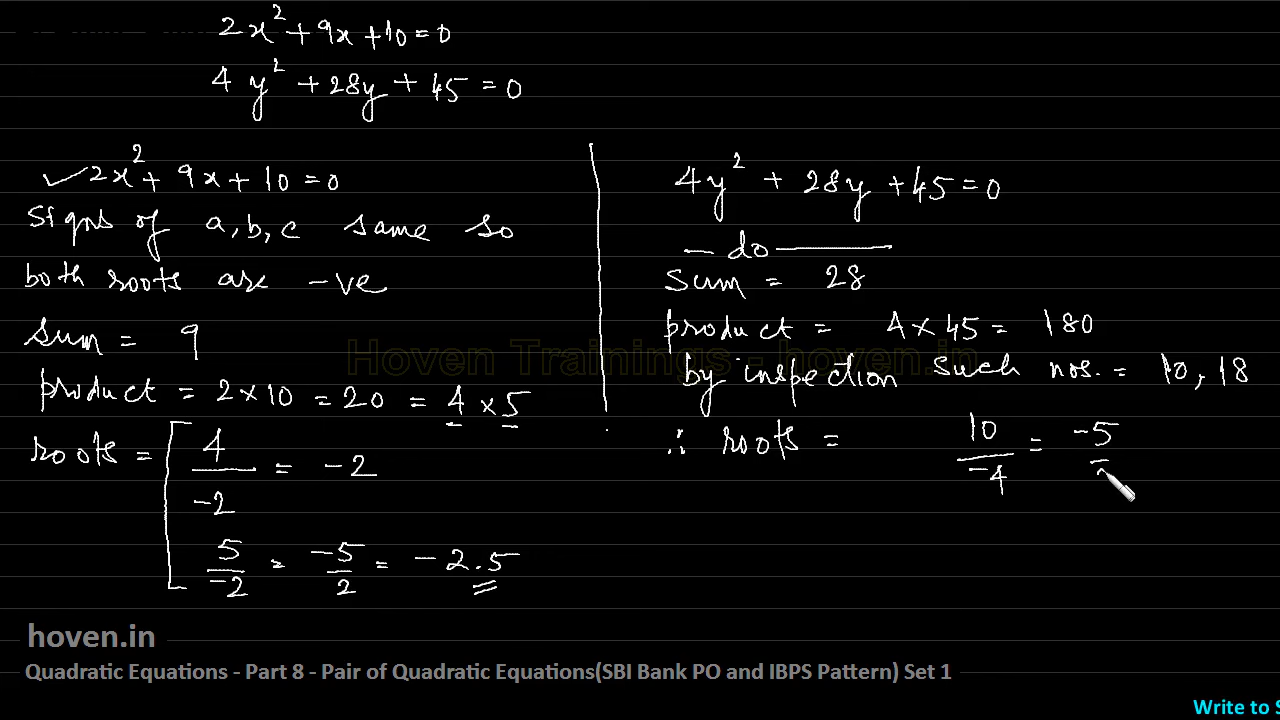 2x² + 9x + 10 = 0
4y² + 28y + 45 = 0
✓ 2x² + 9x + 10 = 0
Signs of a, b, c same so
both roots are -ve
sum = 9
product = 2 × 10 = 20 = 4 × 5
roots = [ 4/-2 = -2
5/-2 = -5/2 = -2.5
4y² + 28y + 45 = 0
— do ———
Sum = 28
product = 4 × 45 = 180
by inspection such nos. = 10, 18
∴ roots = 10/-4 = -5/
Hoven Trainings - hoven.in
hoven.in
Quadratic Equations - Part 8 - Pair of Quadratic Equations(SBI Bank PO and IBPS Pattern) Set 1
Write to S